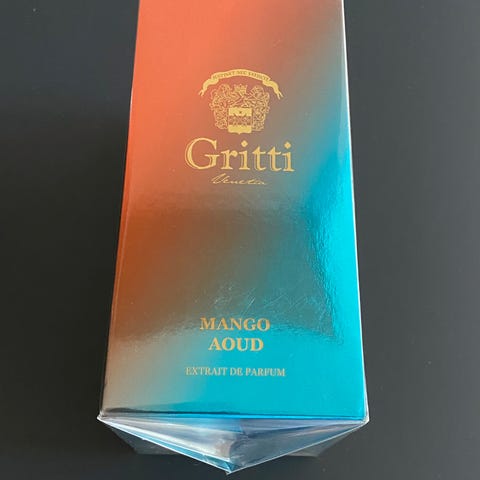 Gritti
Venetia
MANGO
AOUD
EXTRAIT DE PARFUM